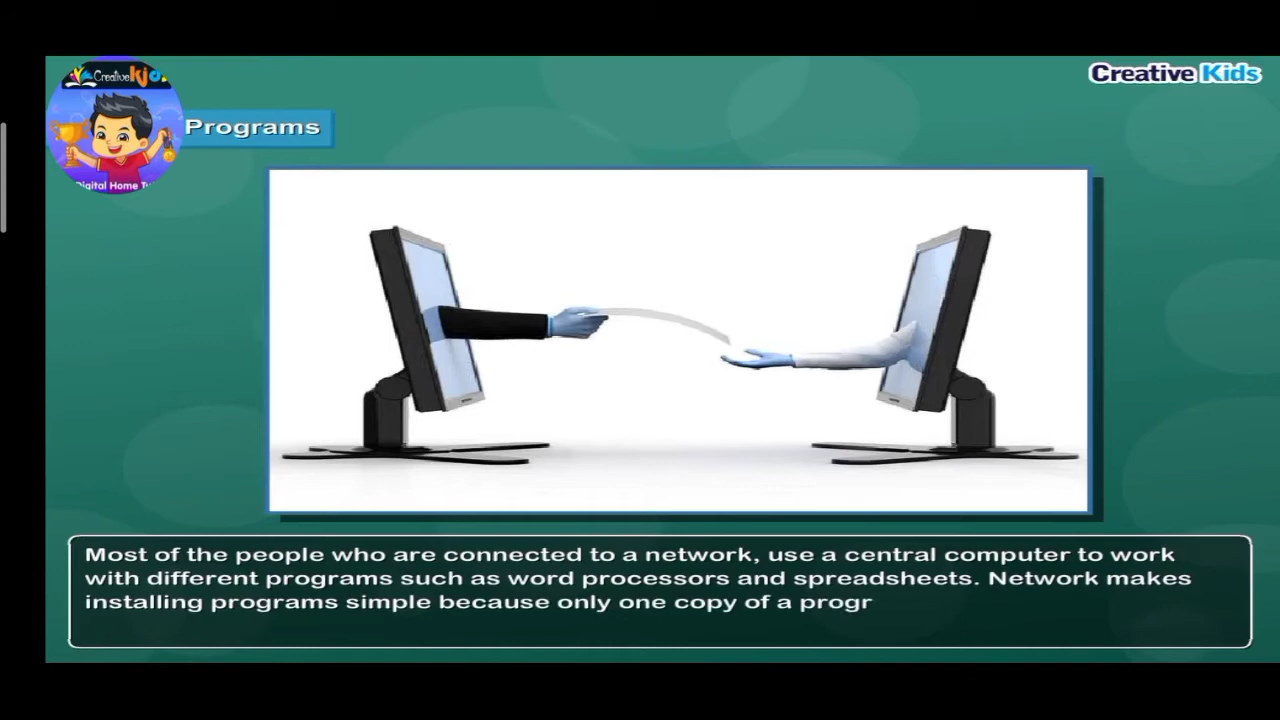 Creative Kids
Creative
Programs
Digital Home
Most of the people who are connected to a network, use a central computer to work
with different programs such as word processors and spreadsheets. Network makes
installing programs simple because only one copy of a progr